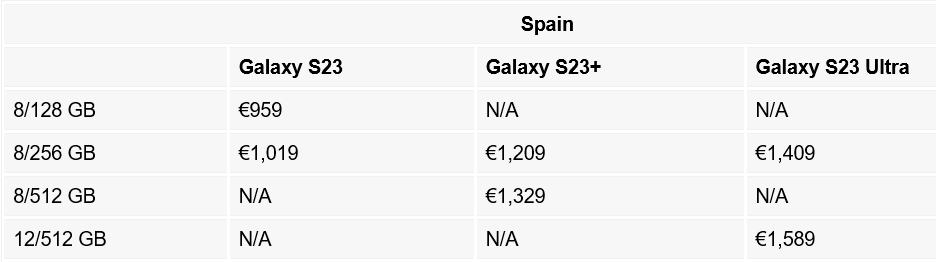 Spain
Galaxy S23 Galaxy S23+ Galaxy S23 Ultra
8/128 GB €959 N/A N/A
8/256 GB €1,019 €1,209 €1,409
8/512 GB N/A €1,329 N/A
12/512 GB N/A N/A €1,589